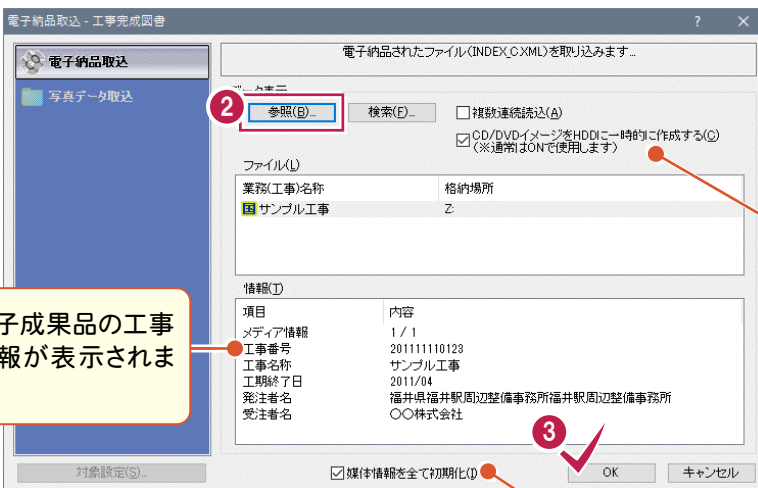 電子納品取込 - 工事完成図書
電子納品取込
写真データ取込
電子納品されたファイル(INDEX_C.XML)を取り込みます...
データ表示
2
参照(B)...
検索(F)...
複数連続読込(A)
CD/DVDイメージをHDDに一時的に作成する(C)
(※通常はONで使用します)
ファイル(L)
業務(工事)名称 格納場所
国 サンプル工事 Z:
情報(T)
項目 内容
メディア情報 1 / 1
工事番号 201111110123
工事名称 サンプル工事
工期終了日 2011/04
発注者名 福井県福井駅周辺整備事務所福井駅周辺整備事務所
受注者名 〇〇株式会社
子成果品の工事
報が表示されま
3
対象設定(S)...
媒体情報を全て初期化(I)
OK
キャンセル